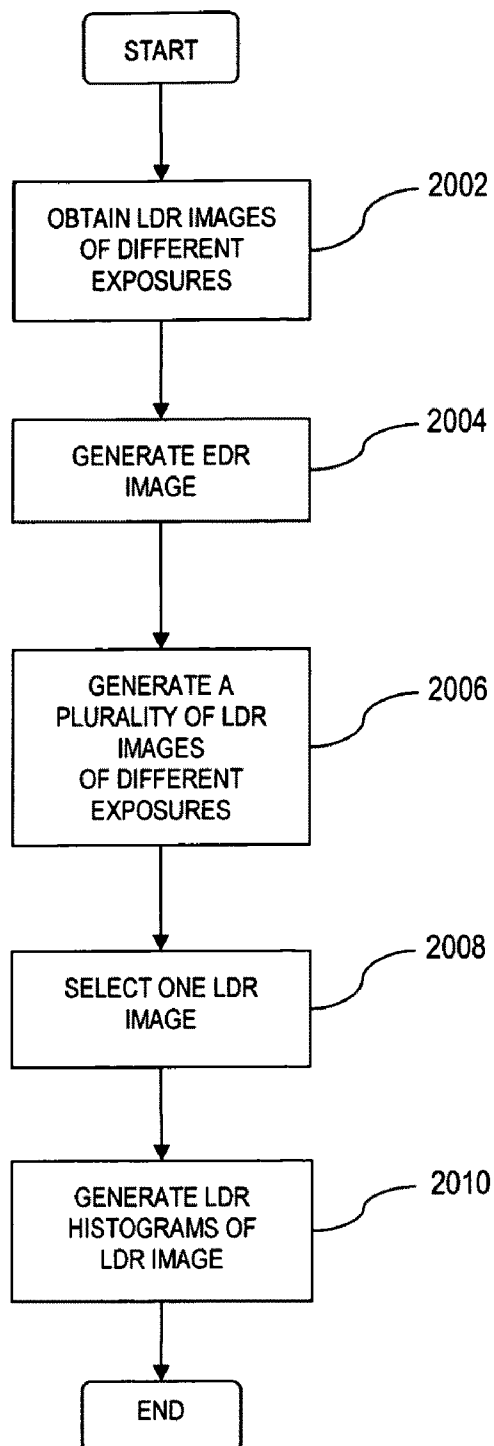 START
2002
OBTAIN LDR IMAGES
OF DIFFERENT
EXPOSURES
2004
GENERATE EDR
IMAGE
2006
GENERATE A
PLURALITY OF LDR
IMAGES
OF DIFFERENT
EXPOSURES
2008
SELECT ONE LDR
IMAGE
2010
GENERATE LDR
HISTOGRAMS OF
LDR IMAGE
END